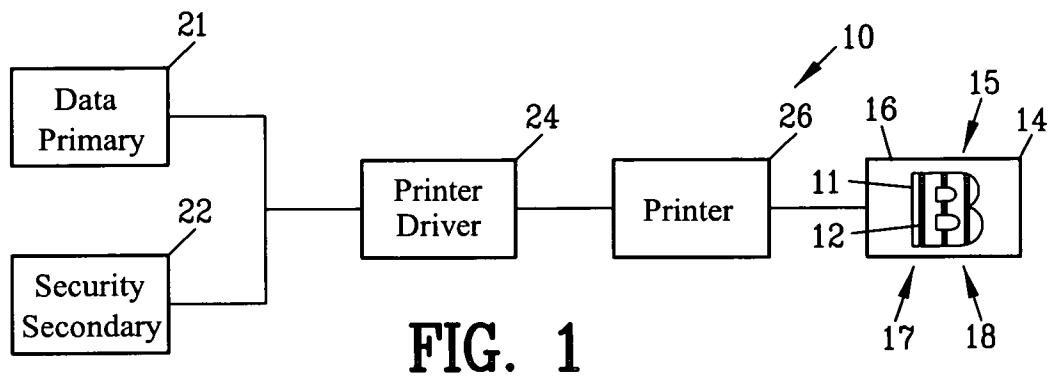 21
Data
Primary
22
Security
Secondary
24
Printer
Driver
26
Printer
10
15
16
14
11
12
B
17
18
FIG. 1